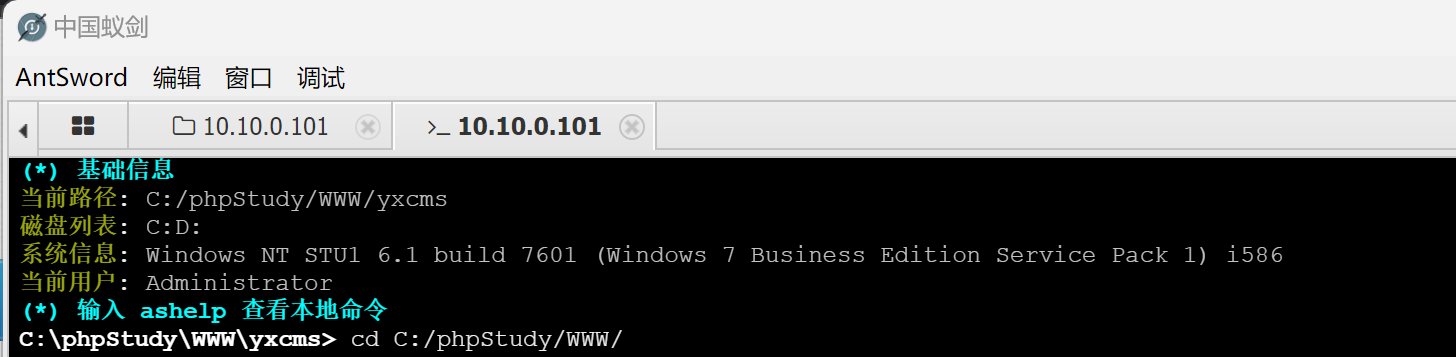 中国蚁剑
AntSword 编辑 窗口 调试
10.10.0.101 >_ 10.10.0.101
(*) 基础信息
当前路径: C:/phpStudy/WWW/yxcms
磁盘列表: C:D:
系统信息: Windows NT STU1 6.1 build 7601 (Windows 7 Business Edition Service Pack 1) i586
当前用户: Administrator
(*) 输入 ashelp 查看本地命令
C:\phpStudy\WWW\yxcms> cd C:/phpStudy/WWW/